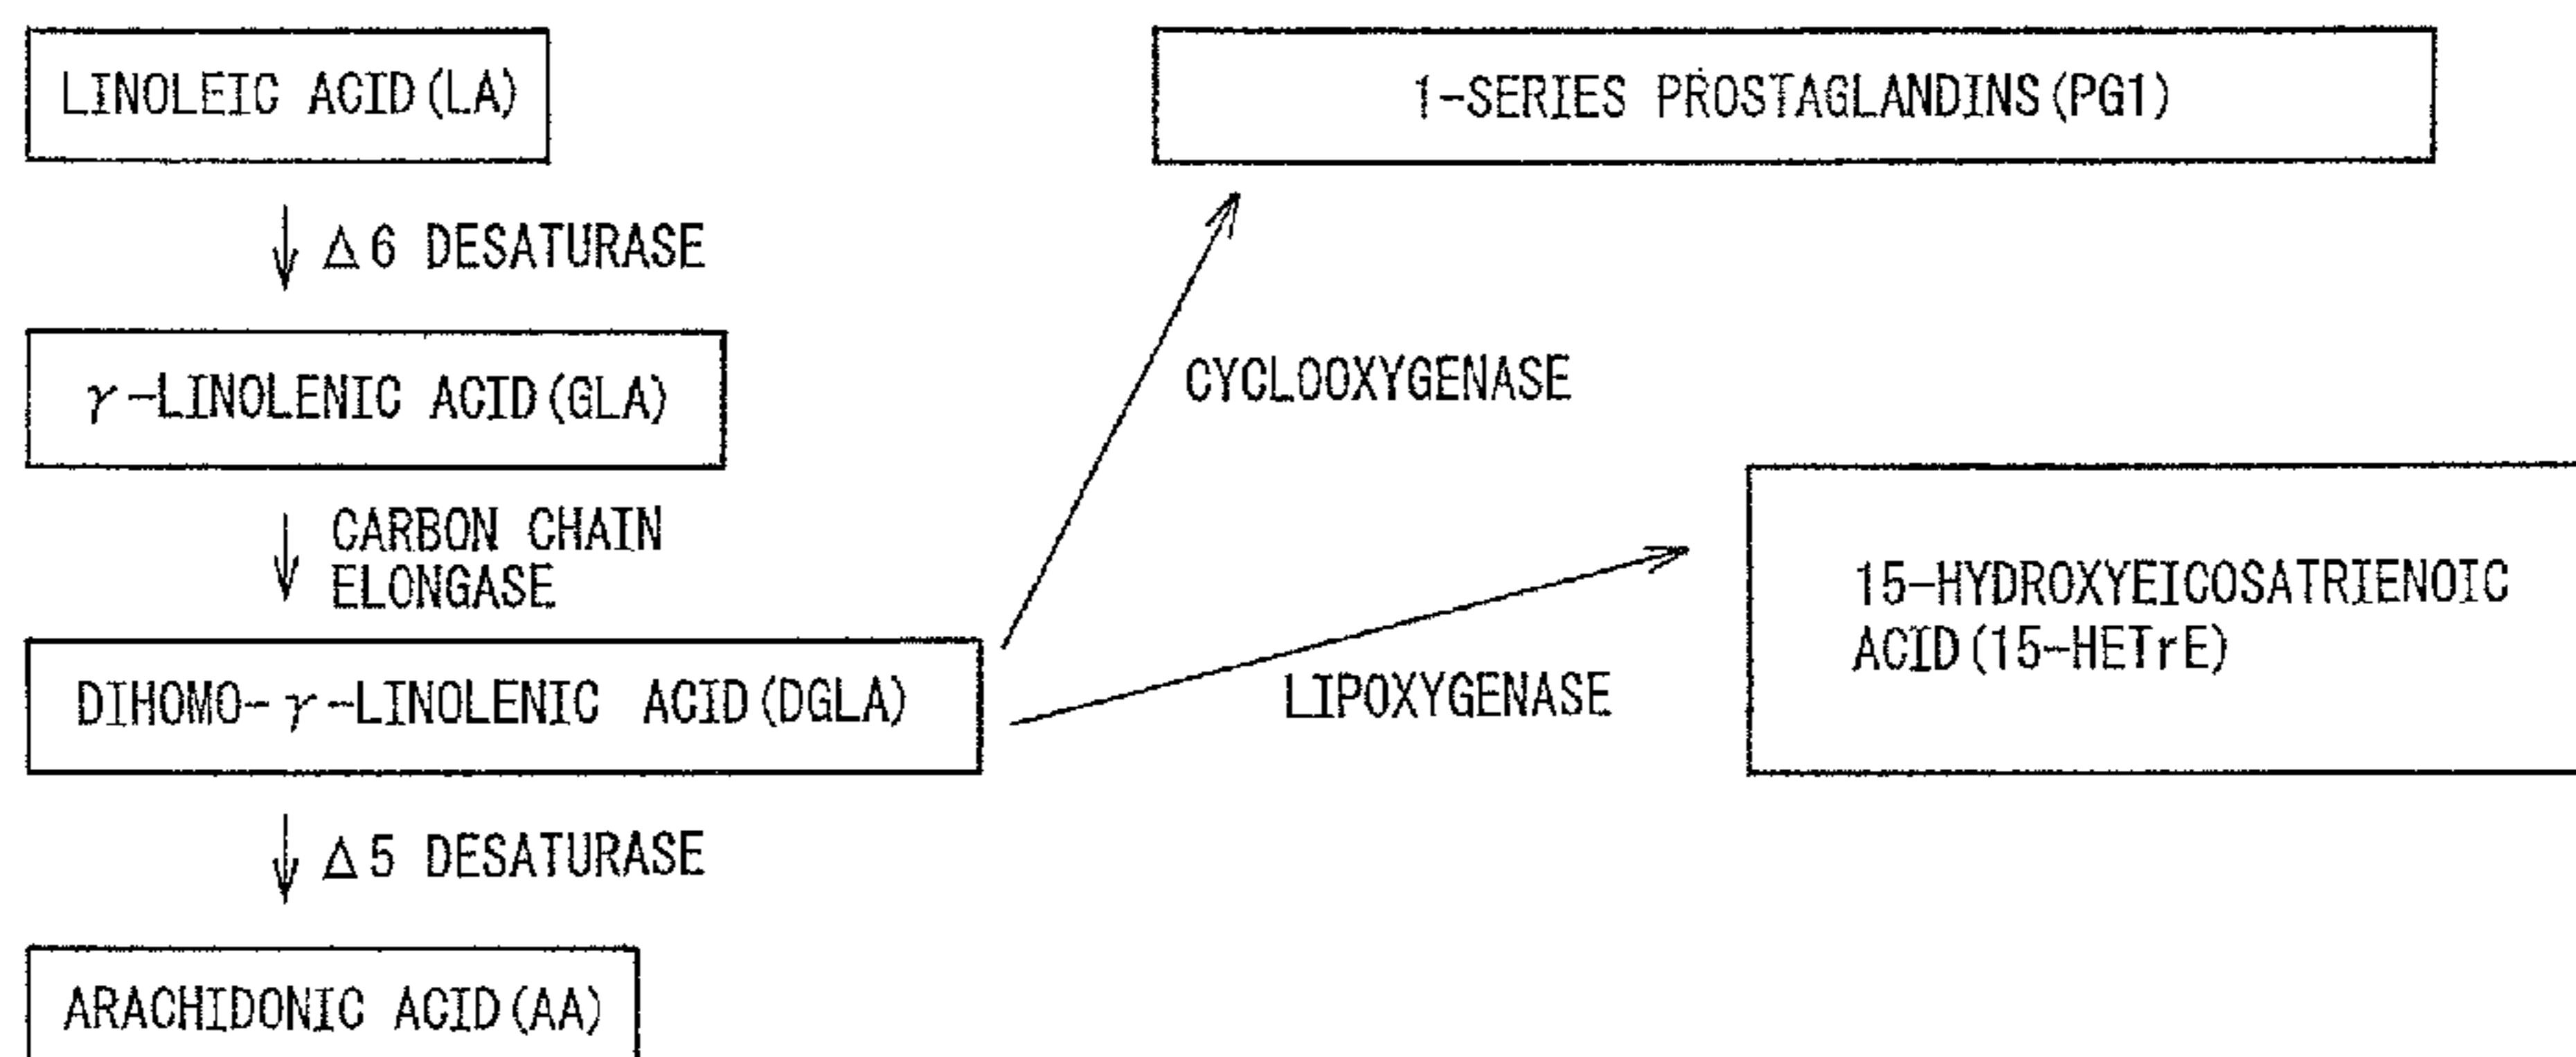 LINOLEIC ACID(LA)
1-SERIES PROSTAGLANDINS(PG1)
Δ6 DESATURASE
γ-LINOLENIC ACID(GLA)
CYCLOOXYGENASE
CARBON CHAIN
ELONGASE
15-HYDROXYEICOSATRIENOIC
ACID(15-HETrE)
DIHOMO-γ-LINOLENIC ACID(DGLA)
LIPOXYGENASE
Δ5 DESATURASE
ARACHIDONIC ACID(AA)